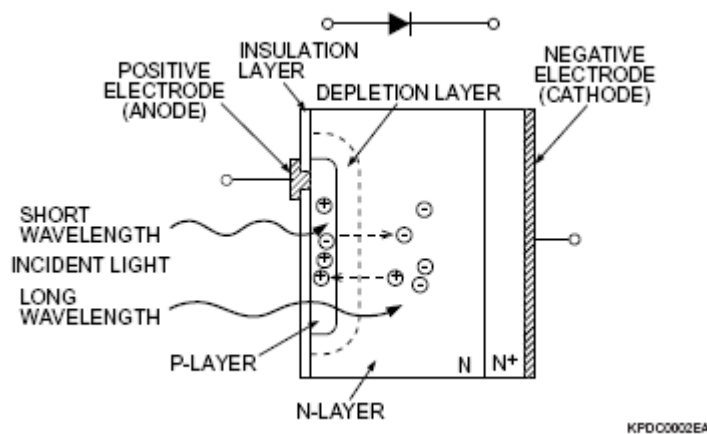 INSULATION
LAYER
POSITIVE
ELECTRODE
(ANODE)
DEPLETION LAYER
NEGATIVE
ELECTRODE
(CATHODE)
SHORT
WAVELENGTH
INCIDENT LIGHT
LONG
WAVELENGTH
P-LAYER
N-LAYER
N
N+
KPDC0002EA